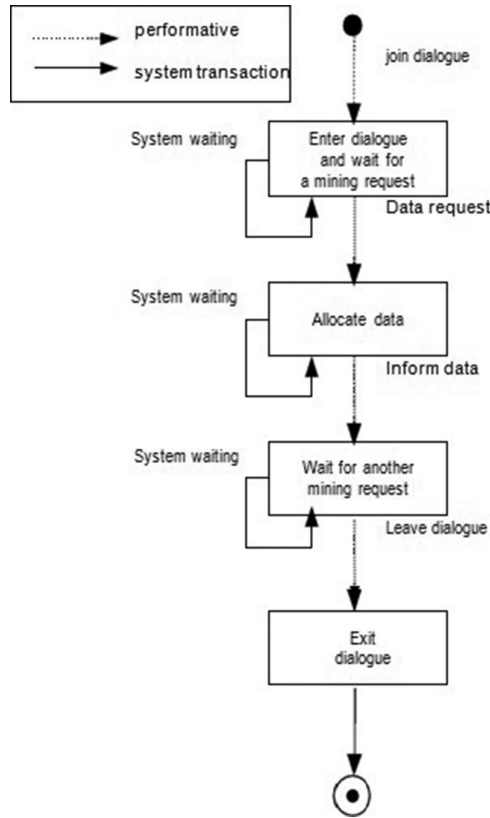 performative
system transaction
join dialogue
System waiting
Enter dialogue
and wait for
a mining request
Data request
System waiting
Allocate data
Inform data
System waiting
Wait for another
mining request
Leave dialogue
Exit
dialogue